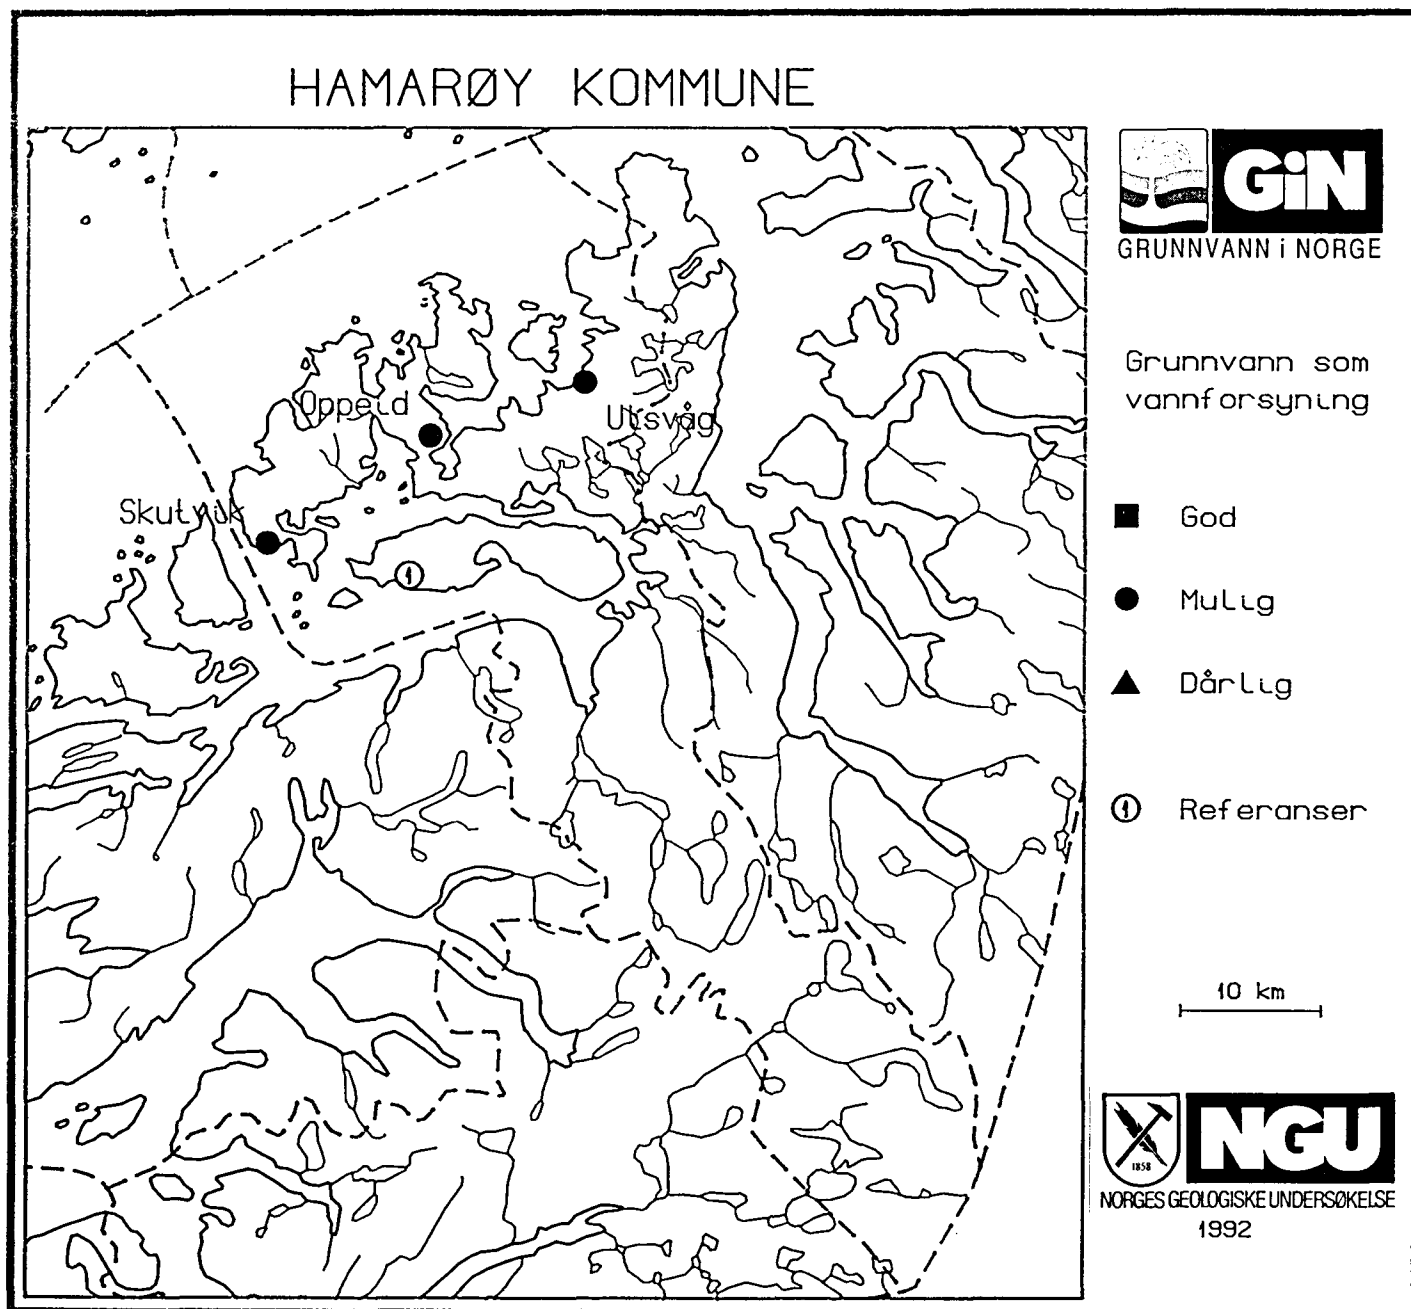 HAMARØY KOMMUNE
GiN
GRUNNVANN i NORGE
Grunnvann som
vannforsyning
Oppeid
Ulsvåg
Skutvik
God
Mulig
Dårlig
1 Referanser
1
10 km
1858
NGU
NORGES GEOLOGISKE UNDERSØKELSE
1992